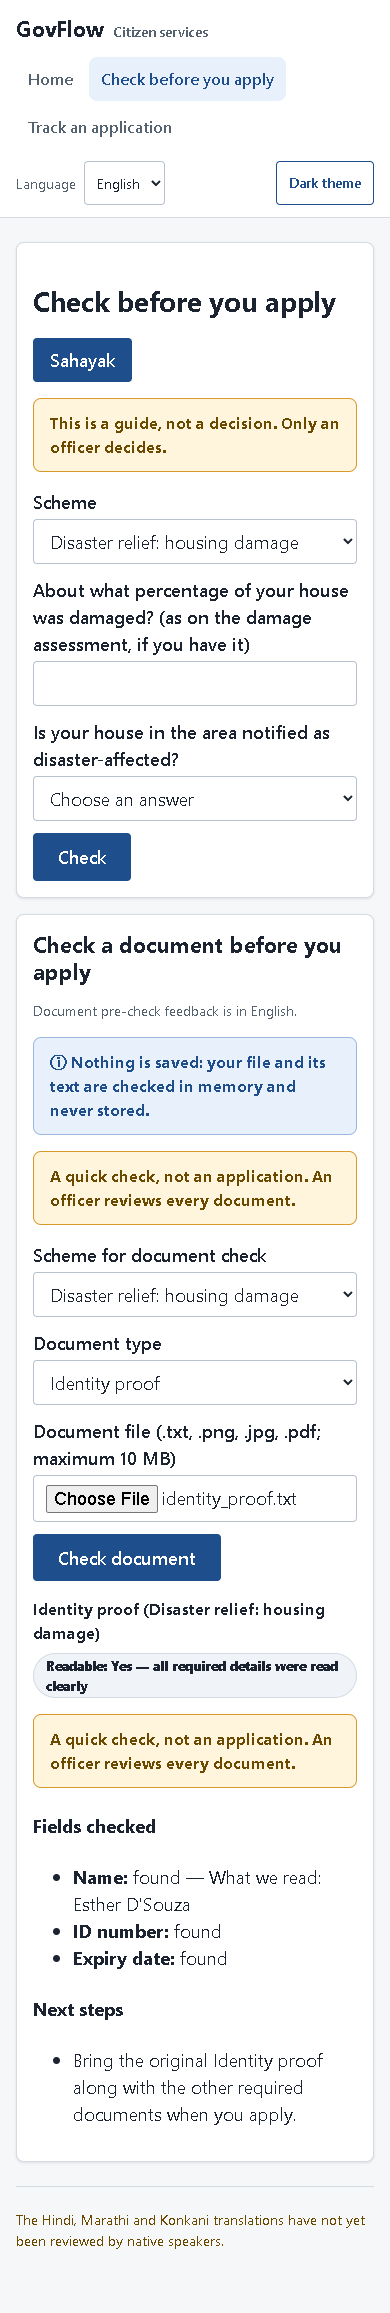 GovFlow Citizen services
Home
Check before you apply
Track an application
Language
English
Dark theme
Check before you apply
Sahayak
This is a guide, not a decision. Only an
officer decides.
Scheme
Disaster relief: housing damage
About what percentage of your house
was damaged? (as on the damage
assessment, if you have it)
Is your house in the area notified as
disaster-affected?
Choose an answer
Check
Check a document before you
apply
Document pre-check feedback is in English.
ⓘ Nothing is saved: your file and its
text are checked in memory and
never stored.
A quick check, not an application. An
officer reviews every document.
Scheme for document check
Disaster relief: housing damage
Document type
Identity proof
Document file (.txt, .png, .jpg, .pdf;
maximum 10 MB)
Choose File identity_proof.txt
Check document
Identity proof (Disaster relief: housing
damage)
Readable: Yes — all required details were read
clearly
A quick check, not an application. An
officer reviews every document.
Fields checked
• Name: found — What we read:
Esther D'Souza
• ID number: found
• Expiry date: found
Next steps
• Bring the original Identity proof
along with the other required
documents when you apply.
The Hindi, Marathi and Konkani translations have not yet
been reviewed by native speakers.